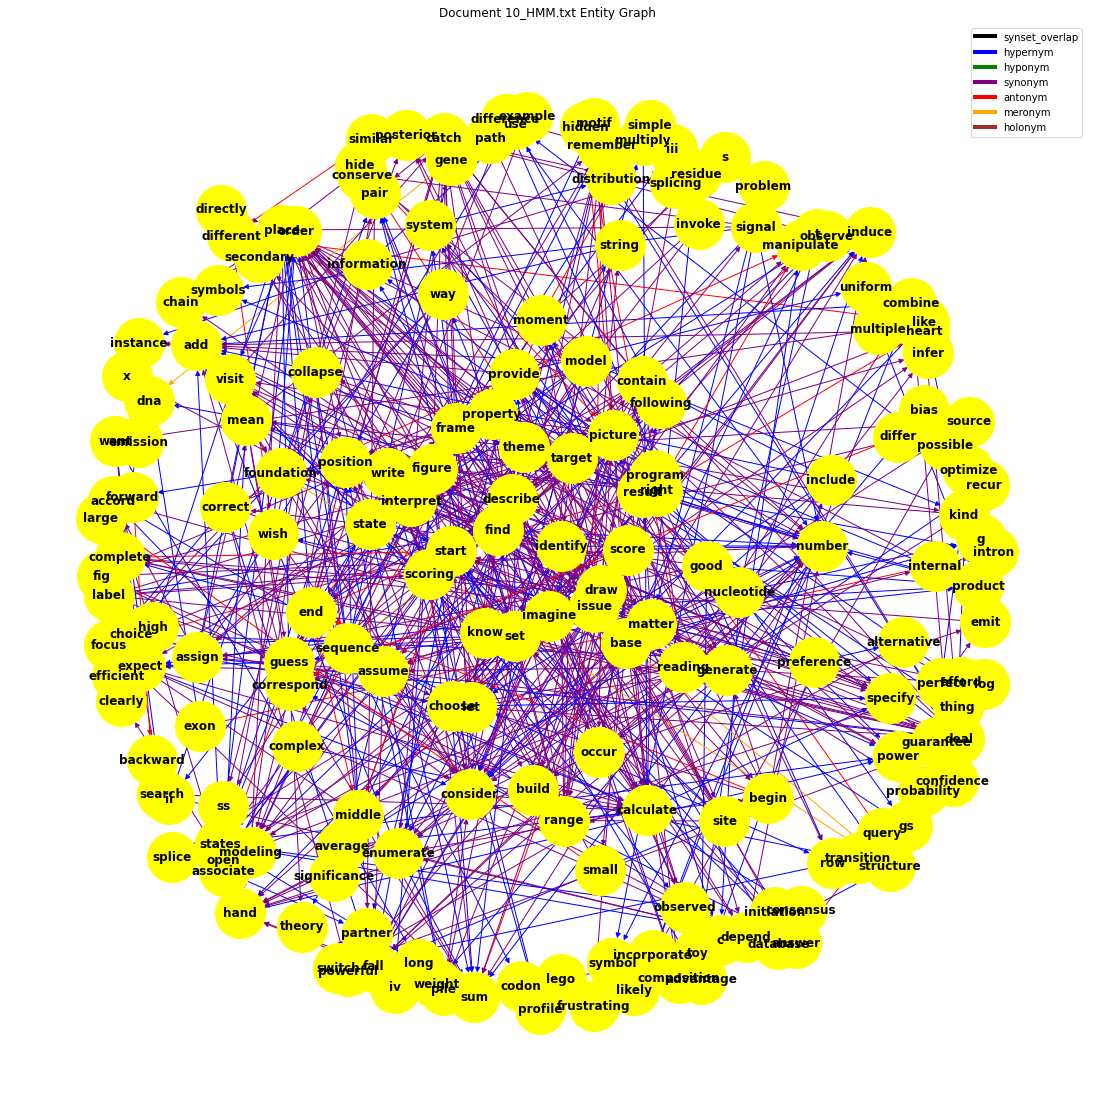 Document 10_HMM.txt Entity Graph
synset_overlap
hypernym
hyponym
synonym
antonym
meronym
holonym
example
difference
use
motif
hidden
remember
simple
multiply
similar
posterior
catch
path
iii
s
hide
conserve
gene
distribution
splicing
residue
problem
pair
directly
different
place
order
system
string
invoke
signal
t
observe
manipulate
induce
secondary
information
symbols
chain
way
uniform
combine
like
multiple
heart
instance
add
moment
infer
x
dna
visit
collapse
provide
model
contain
following
mean
property
bias
source
want
emission
frame
theme
picture
differ
possible
foundation
position
write
figure
target
program
result
right
include
optimize
recur
forward
accord
large
correct
interpret
describe
kind
wish
state
find
start
identify
score
number
g
intron
complete
fig
label
scoring
good
nucleotide
internal
product
high
choice
focus
end
draw
issue
imagine
matter
base
emit
know
set
sequence
alternative
expect
efficient
clearly
assign
guess
correspond
assume
reading
generate
preference
perfect
afford
log
specify
thing
exon
choose
let
complex
occur
deal
guarantee
power
backward
confidence
probability
search
ss
middle
consider
build
range
calculate
site
begin
gs
query
splice
states
open
modeling
associate
average
enumerate
significance
small
row
transition
structure
hand
theory
partner
observed
initiation
consensus
c
depend
database
answer
toy
switch
powerful
fall
long
iv
weight
pile
sum
codon
lego
symbol
incorporate
composition
advantage
profile
frustrating
likely